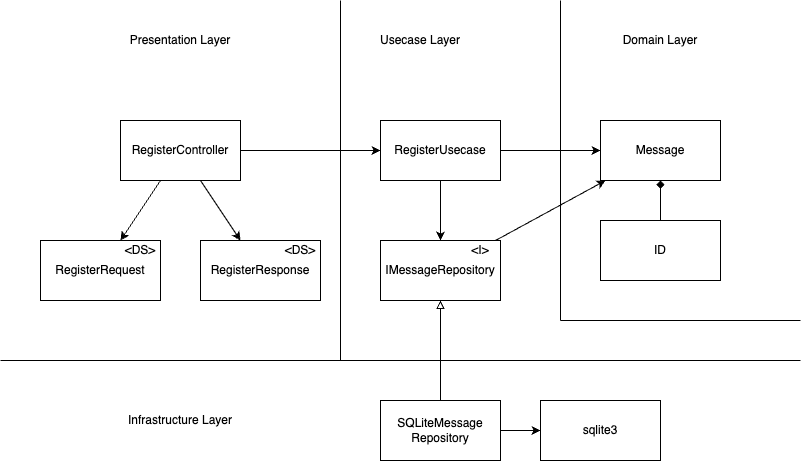 Presentation Layer
Usecase Layer
Domain Layer
RegisterController
RegisterUsecase
Message
<DS>
RegisterRequest
<DS>
RegisterResponse
<I>
IMessageRepository
ID
Infrastructure Layer
SQLiteMessage
Repository
sqlite3